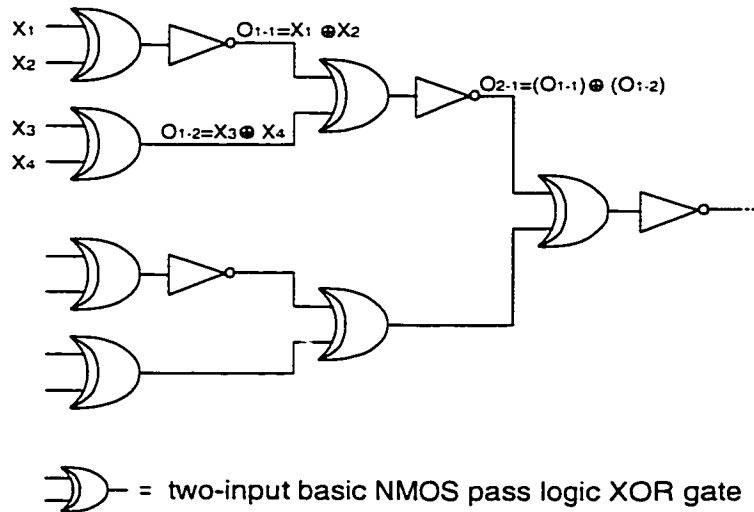 X1
O1-1=X1 ⊕X2
X2
X3
O1-2=X3⊕ X4
X4
O2-1=(O1-1)⊕ (O1-2)
= two-input basic NMOS pass logic XOR gate